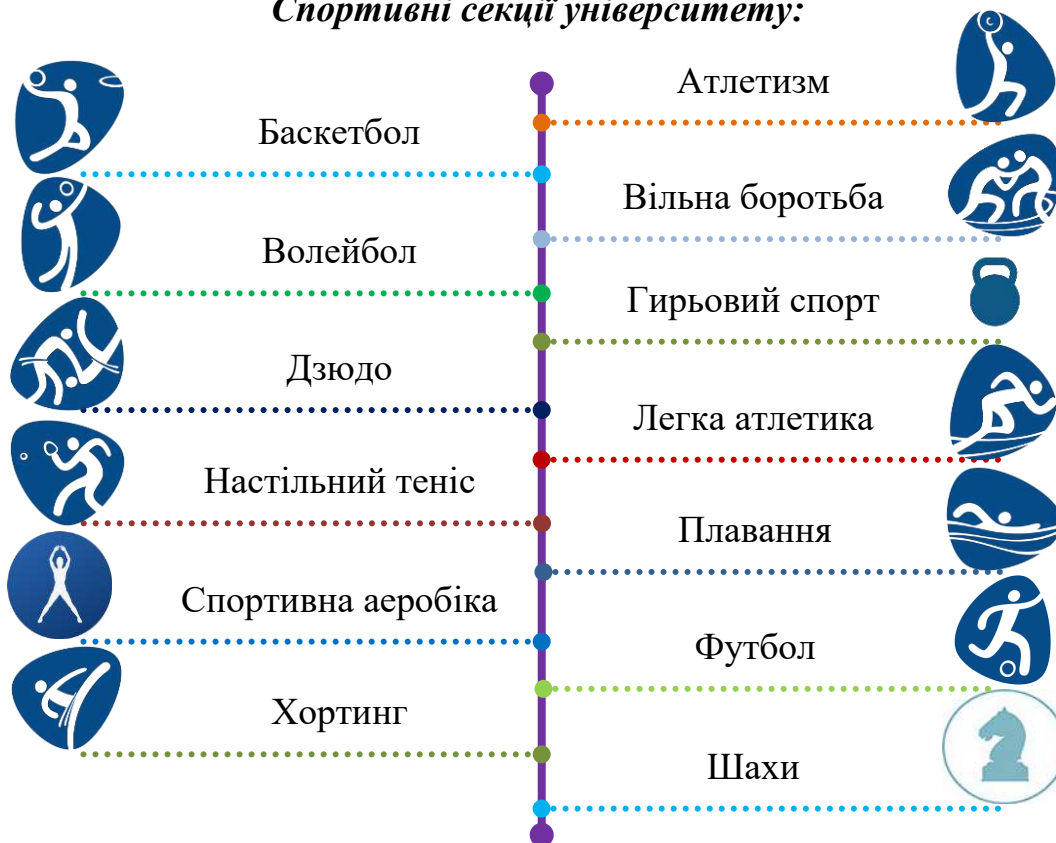 Спортивні секції університету:
Атлетизм
Баскетбол
Вільна боротьба
Волейбол
Гирьовий спорт
Дзюдо
Легка атлетика
Настільний теніс
Плавання
Спортивна аеробіка
Футбол
Хортинг
Шахи